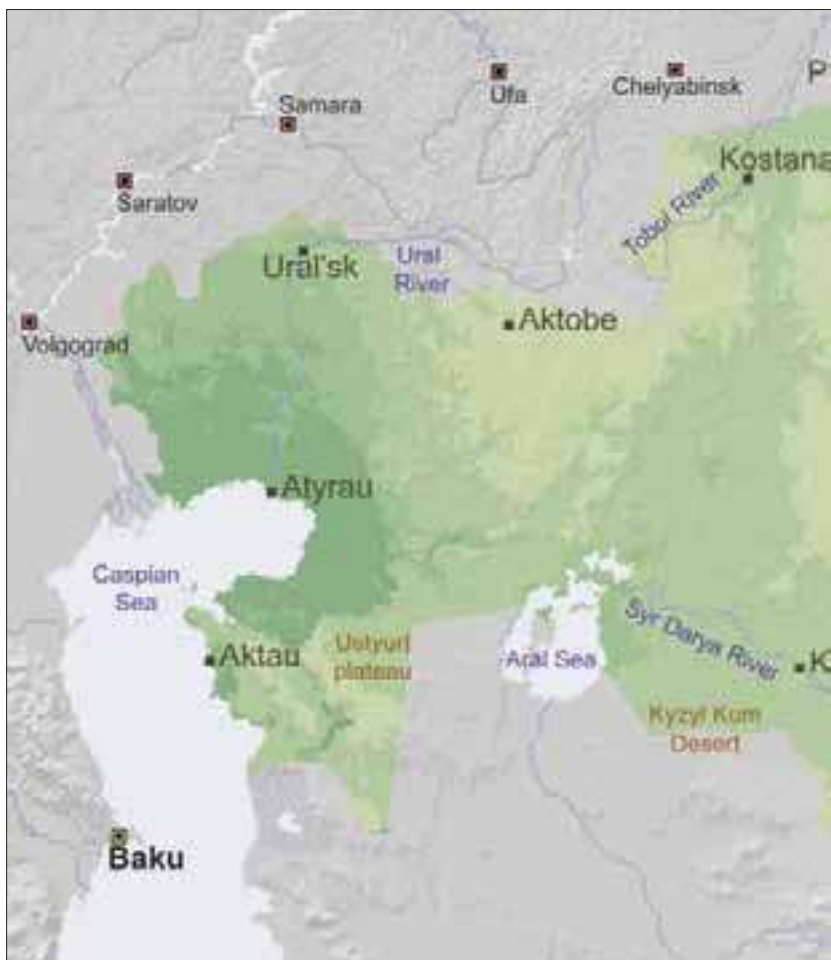 Ufa
Chelyabinsk
P
Samara
Kostana
Saratov
Tobol River
Ural'sk
Ural
River
Aktobe
Volgograd
Atyrau
Caspian
Sea
Syr Darya River
Ustyurt
plateau
Aktau
Aral Sea
K
Kyzyl Kum
Desert
Baku